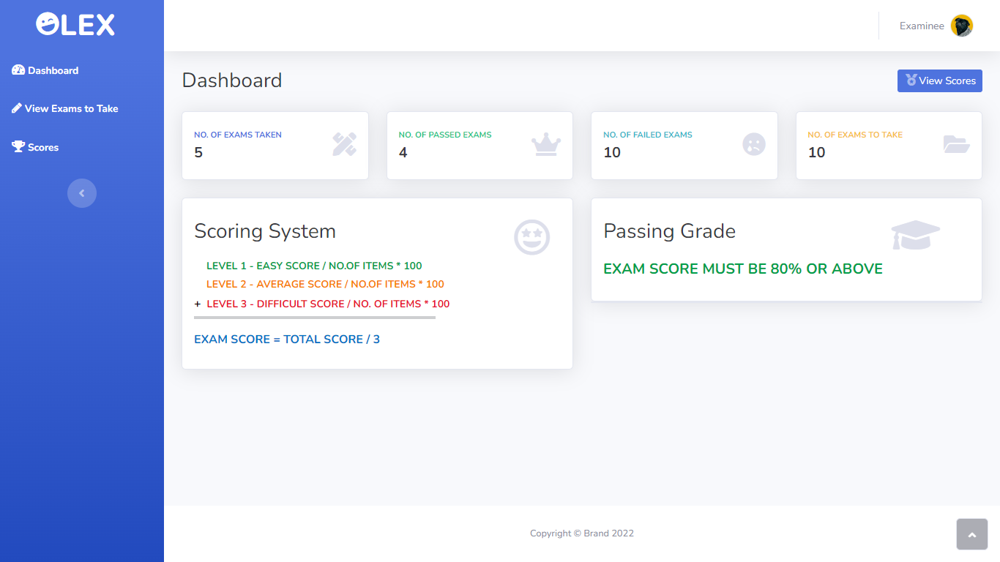 OLEX
Examinee
Dashboard
View Exams to Take
Scores
Dashboard
View Scores
NO. OF EXAMS TAKEN
5
NO. OF PASSED EXAMS
4
NO. OF FAILED EXAMS
10
NO. OF EXAMS TO TAKE
10
Scoring System
LEVEL 1 - EASY SCORE / NO.OF ITEMS * 100
LEVEL 2 - AVERAGE SCORE / NO.OF ITEMS * 100
+ LEVEL 3 - DIFFICULT SCORE / NO. OF ITEMS * 100
EXAM SCORE = TOTAL SCORE / 3
Passing Grade
EXAM SCORE MUST BE 80% OR ABOVE
Copyright © Brand 2022